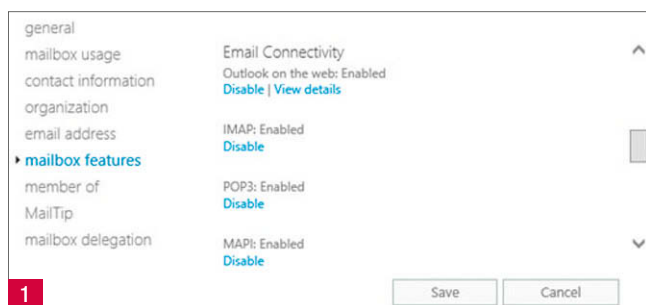 general
mailbox usage
contact information
organization
email address
mailbox features
member of
MailTip
mailbox delegation
Email Connectivity
Outlook on the web: Enabled
Disable | View details
IMAP: Enabled
Disable
POP3: Enabled
Disable
MAPI: Enabled
Disable
Save
Cancel
1